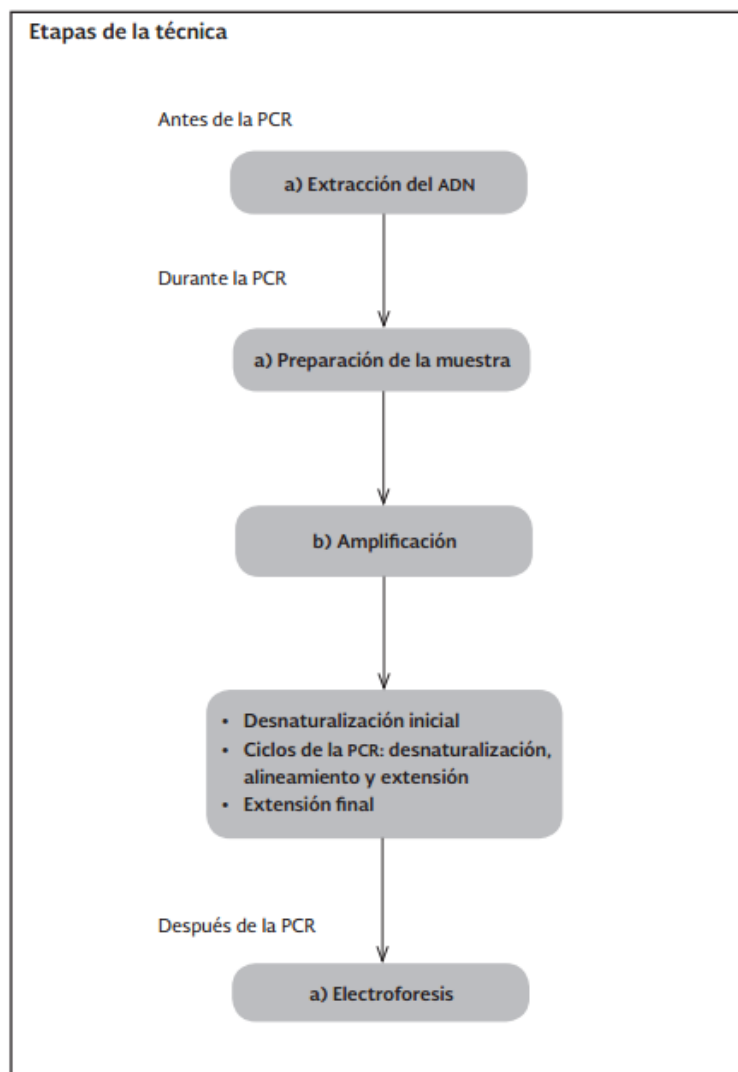 Etapas de la técnica
Antes de la PCR
a) Extracción del ADN
Durante la PCR
a) Preparación de la muestra
b) Amplificación
• Desnaturalización inicial
• Ciclos de la PCR: desnaturalización,
alineamiento y extensión
• Extensión final
Después de la PCR
a) Electroforesis